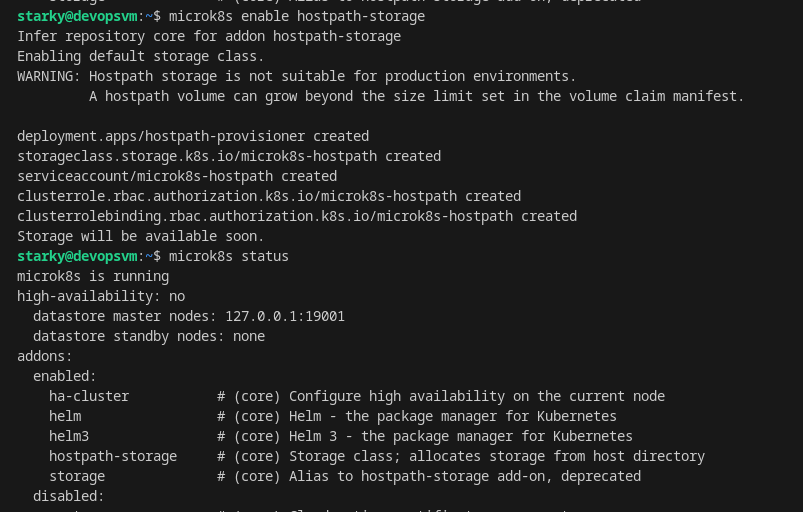 starky@devopsvm:~$ microk8s enable hostpath-storage
Infer repository core for addon hostpath-storage
Enabling default storage class.
WARNING: Hostpath storage is not suitable for production environments.
         A hostpath volume can grow beyond the size limit set in the volume claim manifest.

deployment.apps/hostpath-provisioner created
storageclass.storage.k8s.io/microk8s-hostpath created
serviceaccount/microk8s-hostpath created
clusterrole.rbac.authorization.k8s.io/microk8s-hostpath created
clusterrolebinding.rbac.authorization.k8s.io/microk8s-hostpath created
Storage will be available soon.
starky@devopsvm:~$ microk8s status
microk8s is running
high-availability: no
  datastore master nodes: 127.0.0.1:19001
  datastore standby nodes: none
addons:
  enabled:
    ha-cluster           # (core) Configure high availability on the current node
    helm                 # (core) Helm - the package manager for Kubernetes
    helm3                # (core) Helm 3 - the package manager for Kubernetes
    hostpath-storage     # (core) Storage class; allocates storage from host directory
    storage              # (core) Alias to hostpath-storage add-on, deprecated
  disabled: